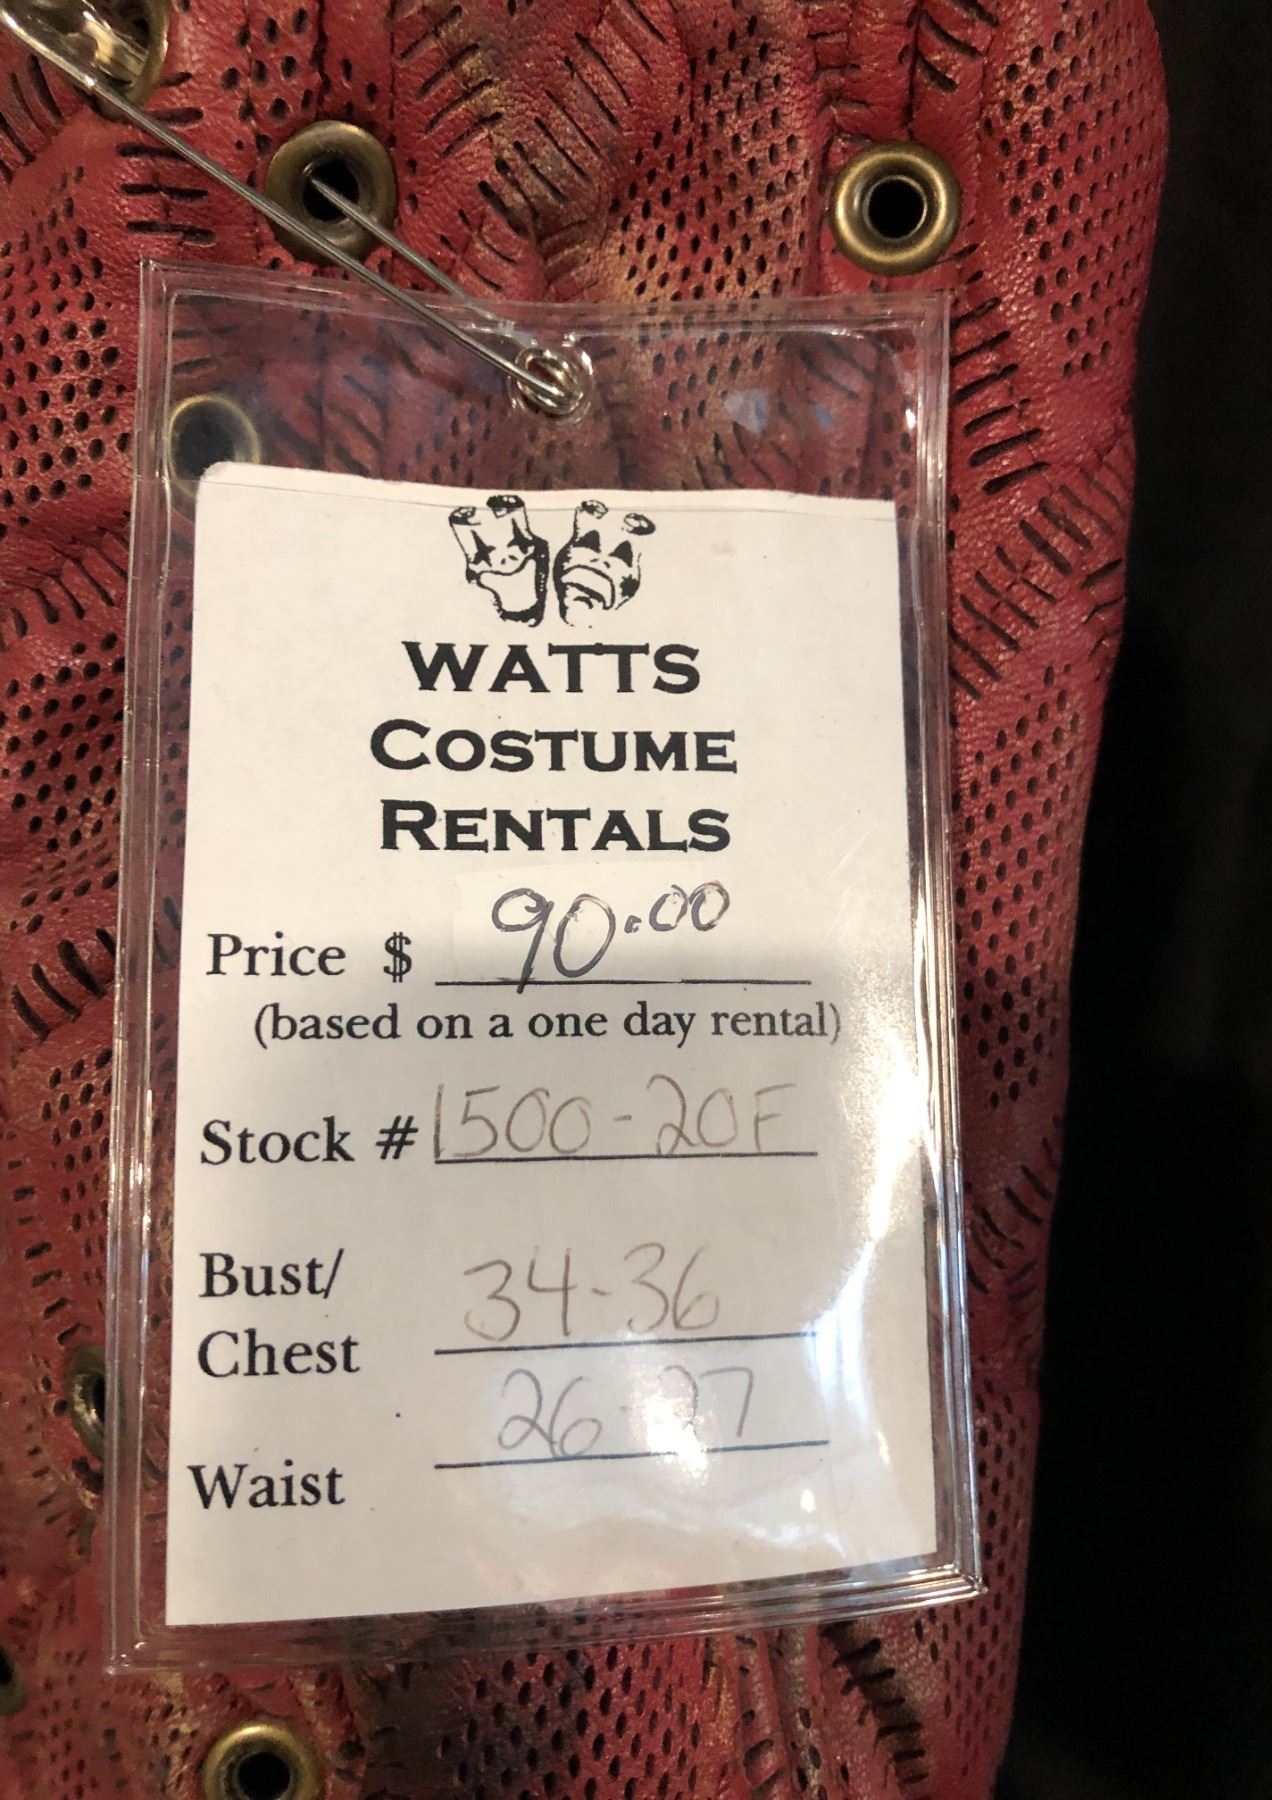 WATTS
COSTUME
RENTALS
Price $ 90.00
(based on a one day rental)
Stock # 1500-20F
Bust/
Chest 34-36
Waist 26-27